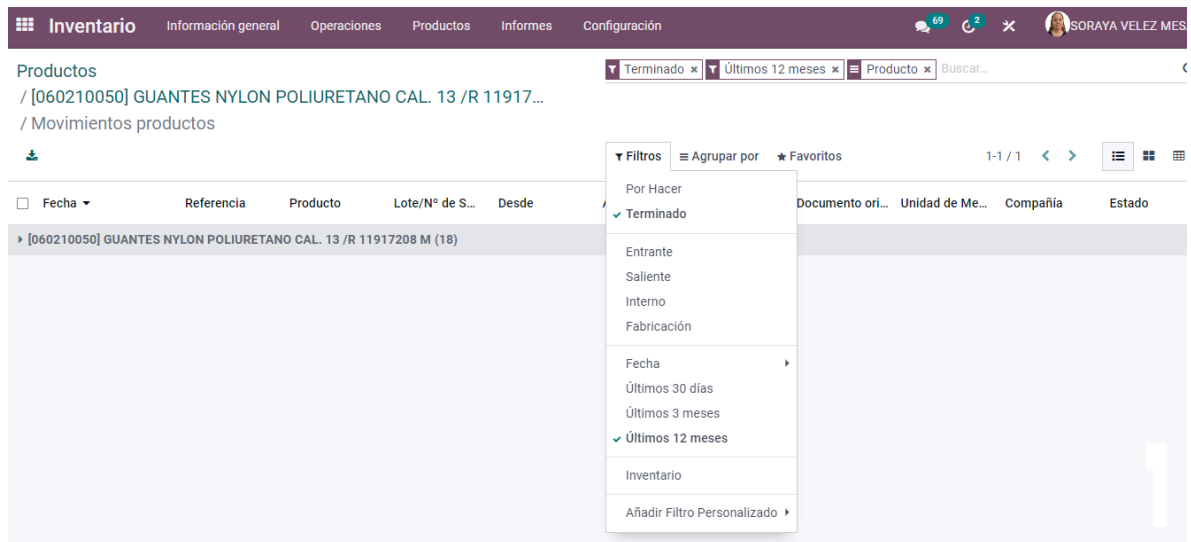 Inventario Información general Operaciones Productos Informes Configuración 69 2 SORAYA VELEZ MES
Productos
/ [060210050] GUANTES NYLON POLIURETANO CAL. 13 /R 11917...
/ Movimientos productos
Terminado × Últimos 12 meses × Producto × Buscar...
Filtros Agrupar por Favoritos 1-1 / 1
Fecha Referencia Producto Lote/Nº de S... Desde Documento ori... Unidad de Me... Compañía Estado
[060210050] GUANTES NYLON POLIURETANO CAL. 13 /R 11917208 M (18)
Por Hacer
Terminado
Entrante
Saliente
Interno
Fabricación
Fecha
Últimos 30 días
Últimos 3 meses
Últimos 12 meses
Inventario
Añadir Filtro Personalizado
1